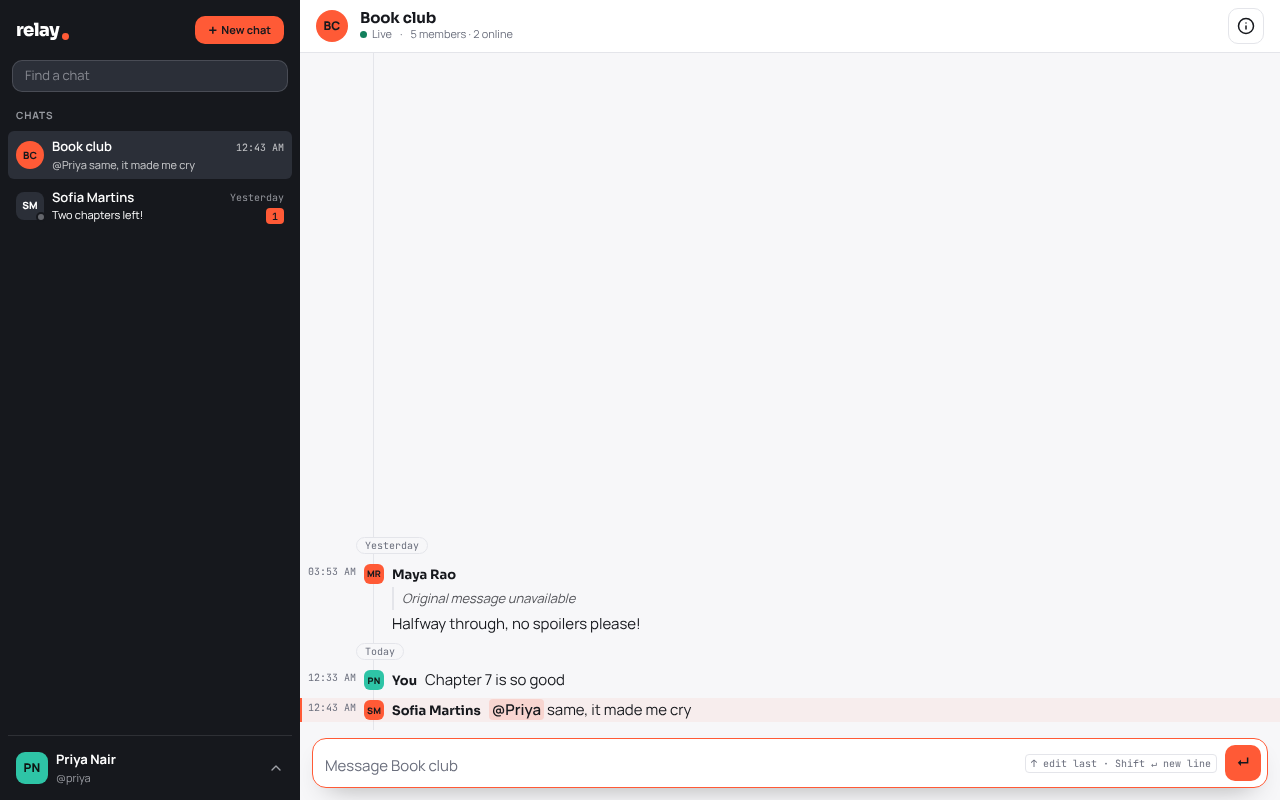 relay.
+ New chat
Find a chat
CHATS
BC
Book club
12:43 AM
@Priya same, it made me cry
SM
Sofia Martins
Yesterday
Two chapters left!
1
PN
Priya Nair
@priya
BC
Book club
Live · 5 members · 2 online
Yesterday
03:53 AM MR Maya Rao
Original message unavailable
Halfway through, no spoilers please!
Today
12:33 AM PN You Chapter 7 is so good
12:43 AM SM Sofia Martins @Priya same, it made me cry
Message Book club
↑ edit last · Shift ↵ new line